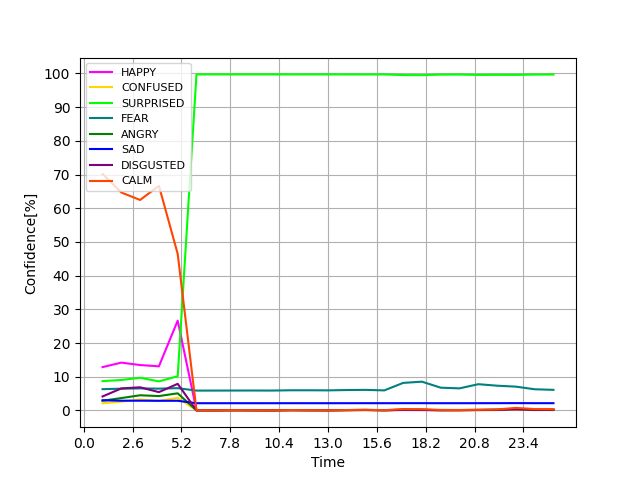 HAPPY
CONFUSED
SURPRISED
FEAR
ANGRY
SAD
DISGUSTED
CALM
100
90
80
70
60
50
40
30
20
10
0
Confidence[%]
0.0 2.6 5.2 7.8 10.4 13.0 15.6 18.2 20.8 23.4
Time